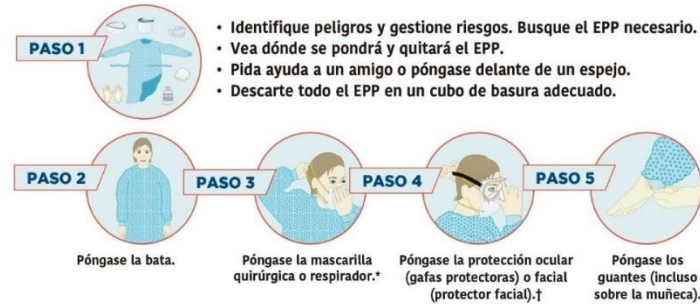 PASO 1
• Identifique peligros y gestione riesgos. Busque el EPP necesario.
• Vea dónde se pondrá y quitará el EPP.
• Pida ayuda a un amigo o póngase delante de un espejo.
• Descarte todo el EPP en un cubo de basura adecuado.
PASO 2
Póngase la bata.
PASO 3
Póngase la mascarilla
quirúrgica o respirador.*
PASO 4
Póngase la protección ocular
(gafas protectoras) o facial
(protector facial).†
PASO 5
Póngase los
guantes (incluso
sobre la muñeca).